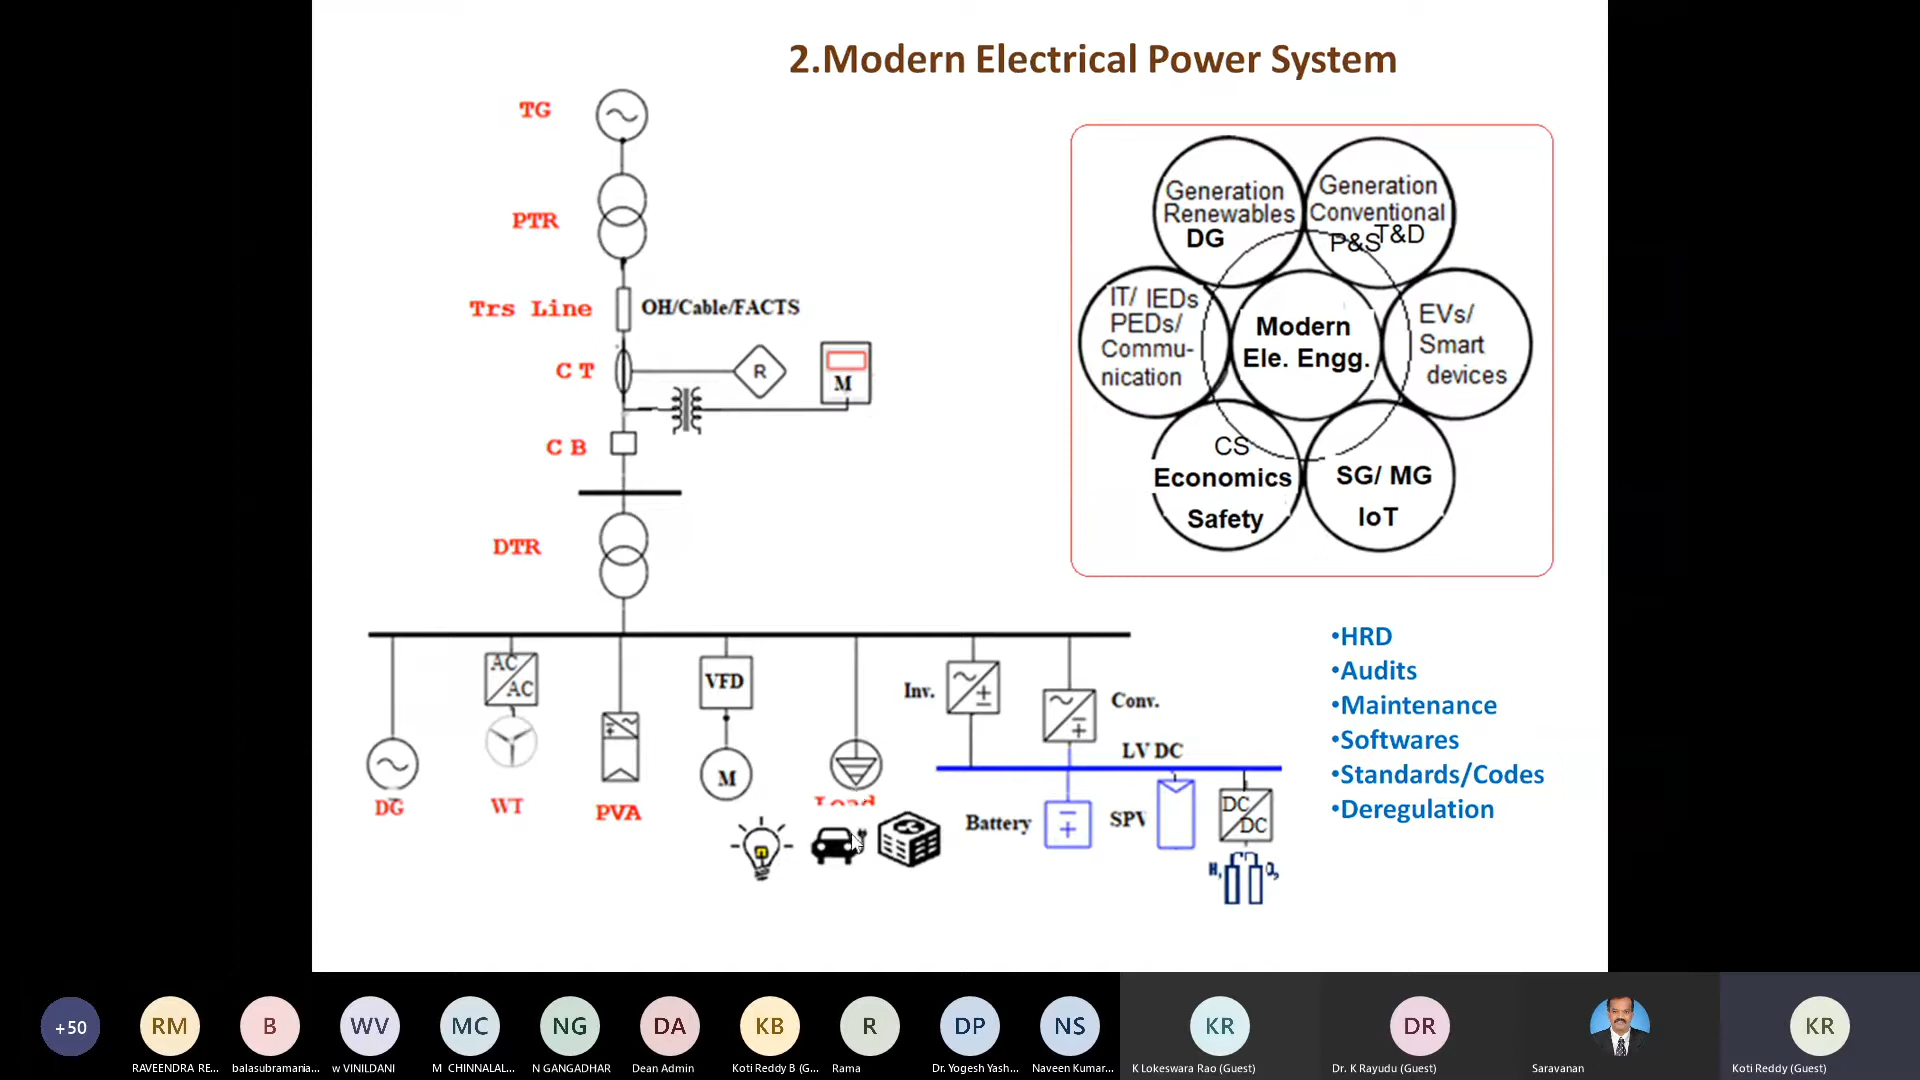 2.Modern Electrical Power System
TG
PTR
Trs Line
OH/Cable/FACTS
C T
R
M
C B
DTR
Generation
Renewables
DG
Generation
Conventional
P&S T&D
IT/ IEDs
PEDs/
Commu-
nication
Modern
Ele. Engg.
EVs/
Smart
devices
CS
Economics
Safety
SG/ MG
IoT
•HRD
•Audits
•Maintenance
•Softwares
•Standards/Codes
•Deregulation
AC
AC
VFD
Inv.
Conv.
LV DC
M
DG
WT
PVA
Load
Battery
SPV
DC
DC
H₂
O₂
+50
RM
B
WV
MC
NG
DA
KB
R
DP
NS
KR
DR
KR
RAVEENDRA RE...
balasubramania...
w VINILDANI
M CHINNALAL...
N GANGADHAR
Dean Admin
Koti Reddy B (G...
Rama
Dr. Yogesh Yash...
Naveen Kumar...
K Lokeswara Rao (Guest)
Dr. K Rayudu (Guest)
Saravanan
Koti Reddy (Guest)